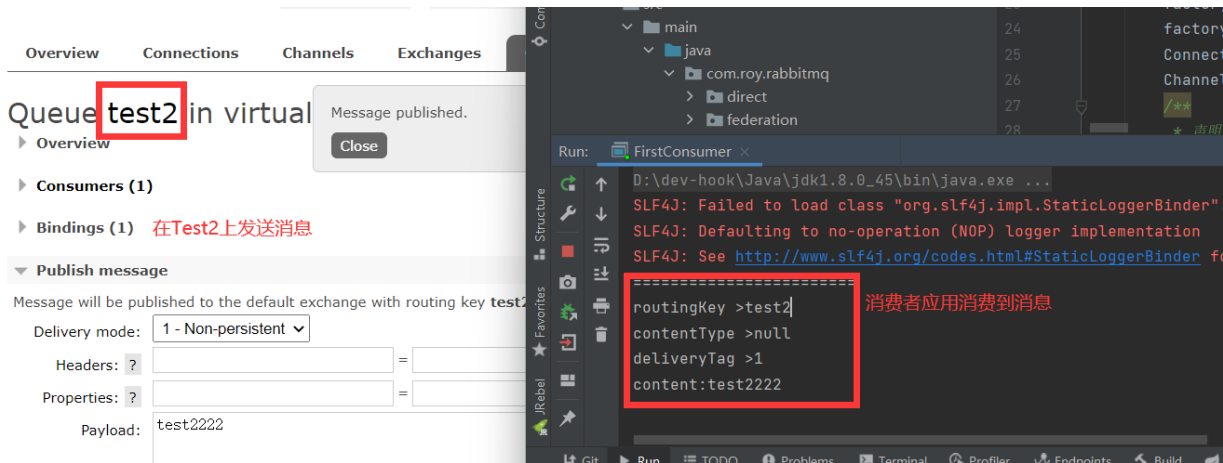 Overview
Connections
Channels
Exchanges
Queue test2 in virtual
Message published.
Close
Overview
Consumers (1)
Bindings (1)
在Test2上发送消息
Publish message
Message will be published to the default exchange with routing key test2
Delivery mode:
1 - Non-persistent
Headers: ?
=
Properties: ?
=
Payload:
test2222
main
java
com.roy.rabbitmq
direct
federation
24
25
26
27
28
factory
Connect
Channel
/**
* 声明
Run:
FirstConsumer
D:\dev-hook\Java\jdk1.8.0_45\bin\java.exe ...
SLF4J: Failed to load class "org.slf4j.impl.StaticLoggerBinder"
SLF4J: Defaulting to no-operation (NOP) logger implementation
SLF4J: See http://www.slf4j.org/codes.html#StaticLoggerBinder
========================
routingKey >test2
contentType >null
deliveryTag >1
content:test2222
消费者应用消费到消息
Structure
Favorites
JRebel
Git
Run
TODO
Problems
Terminal
Profiler
Endpoints
Build